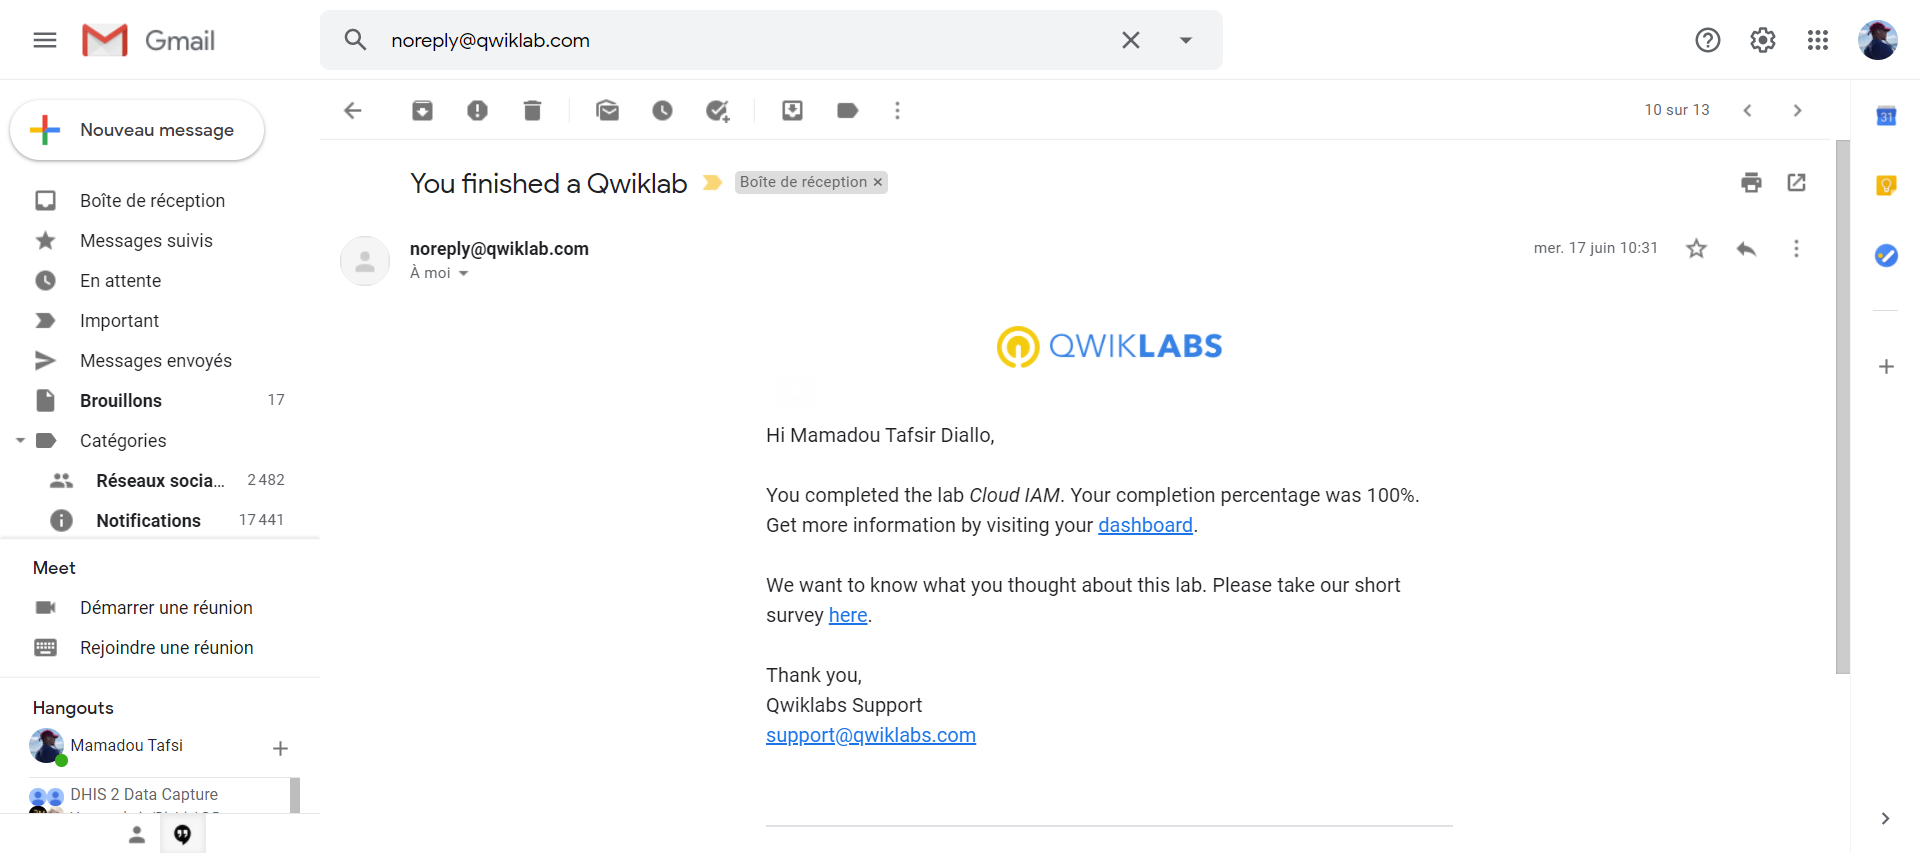 Gmail
noreply@qwiklab.com
Nouveau message
10 sur 13
31
Boîte de réception
Messages suivis
En attente
Important
Messages envoyés
Brouillons 17
Catégories
Réseaux socia... 2 482
Notifications 17 441
Meet
Démarrer une réunion
Rejoindre une réunion
Hangouts
Mamadou Tafsi
DHIS 2 Data Capture
You finished a Qwiklab
Boîte de réception
noreply@qwiklab.com
mer. 17 juin 10:31
À moi
QWIKLABS
Hi Mamadou Tafsir Diallo,
You completed the lab Cloud IAM. Your completion percentage was 100%.
Get more information by visiting your dashboard.
We want to know what you thought about this lab. Please take our short
survey here.
Thank you,
Qwiklabs Support
support@qwiklabs.com